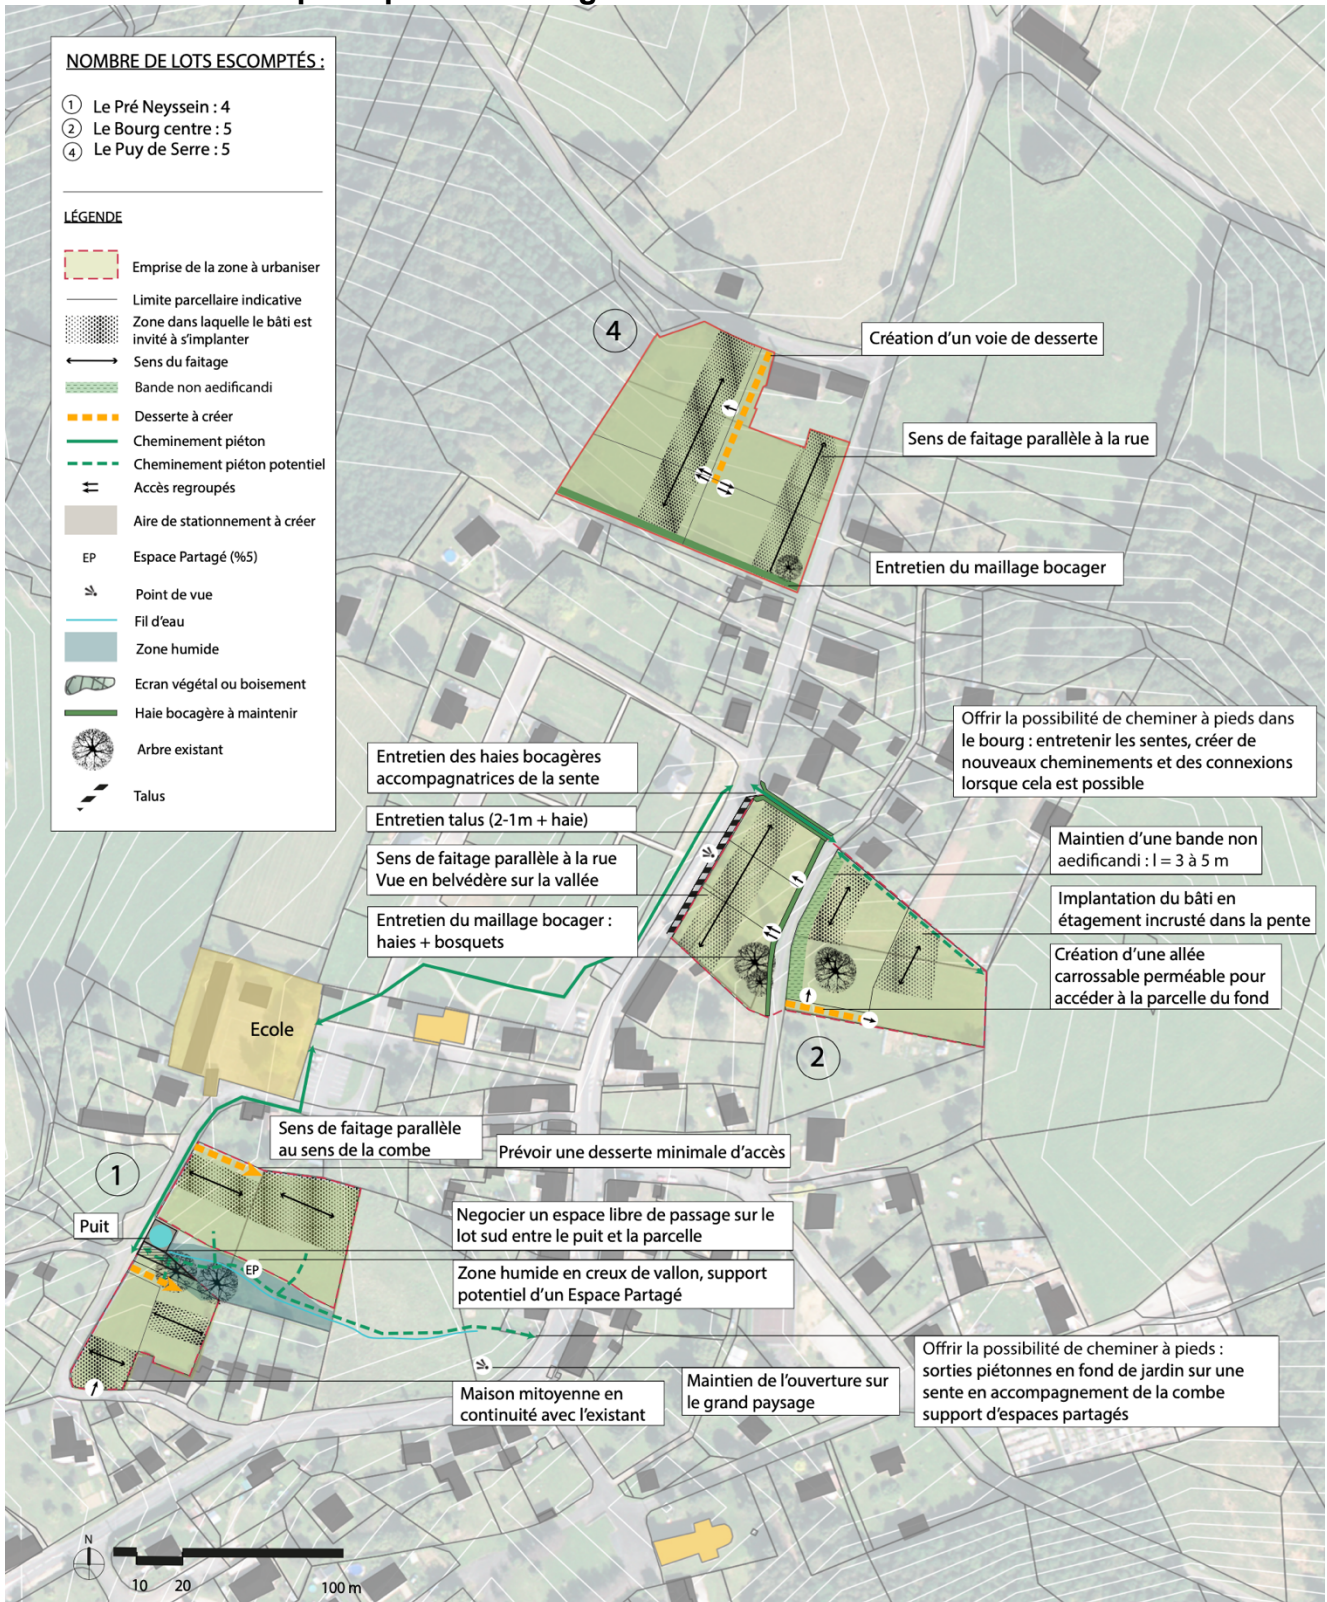 NOMBRE DE LOTS ESCOMPTÉS :
1 Le Pré Neyssein : 4
2 Le Bourg centre : 5
4 Le Puy de Serre : 5
LÉGENDE
Emprise de la zone à urbaniser
Limite parcellaire indicative
Zone dans laquelle le bâti est
invité à s'implanter
Sens du faitage
Bande non aedificandi
Desserte à créer
Cheminement piéton
Cheminement piéton potentiel
Accès regroupés
Aire de stationnement à créer
EP Espace Partagé (%5)
Point de vue
Fil d'eau
Zone humide
Ecran végétal ou boisement
Haie bocagère à maintenir
Arbre existant
Talus
4
Création d'un voie de desserte
Sens de faitage parallèle à la rue
Entretien du maillage bocager
Offrir la possibilité de cheminer à pieds dans
le bourg : entretenir les sentes, créer de
nouveaux cheminements et des connexions
lorsque cela est possible
Entretien des haies bocagères
accompagnatrices de la sente
Entretien talus (2-1m + haie)
Sens de faitage parallèle à la rue
Vue en belvédère sur la vallée
Entretien du maillage bocager :
haies + bosquets
Maintien d'une bande non
aedificandi : l = 3 à 5 m
Implantation du bâti en
étagement incrusté dans la pente
Création d'une allée
carrossable perméable pour
accéder à la parcelle du fond
Ecole
2
Sens de faitage parallèle
au sens de la combe
Prévoir une desserte minimale d'accès
1
Puit
EP
Negocier un espace libre de passage sur le
lot sud entre le puit et la parcelle
Zone humide en creux de vallon, support
potentiel d'un Espace Partagé
Maison mitoyenne en
continuité avec l'existant
Maintien de l'ouverture sur
le grand paysage
Offrir la possibilité de cheminer à pieds :
sorties piétonnes en fond de jardin sur une
sente en accompagnement de la combe
support d'espaces partagés
N
10 20 100 m